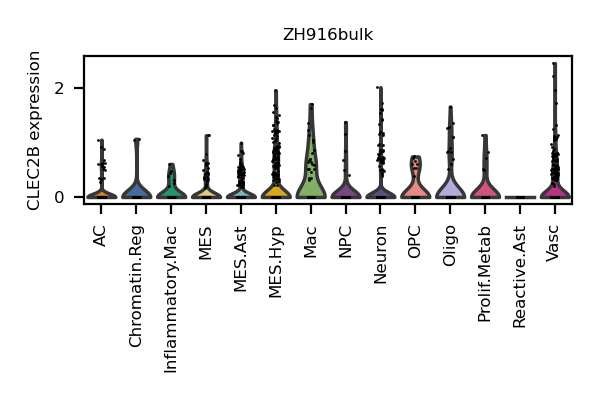 ZH916bulk
CLEC2B expression
2
0
AC
Chromatin.Reg
Inflammatory.Mac
MES
MES.Ast
MES.Hyp
Mac
NPC
Neuron
OPC
Oligo
Prolif.Metab
Reactive.Ast
Vasc